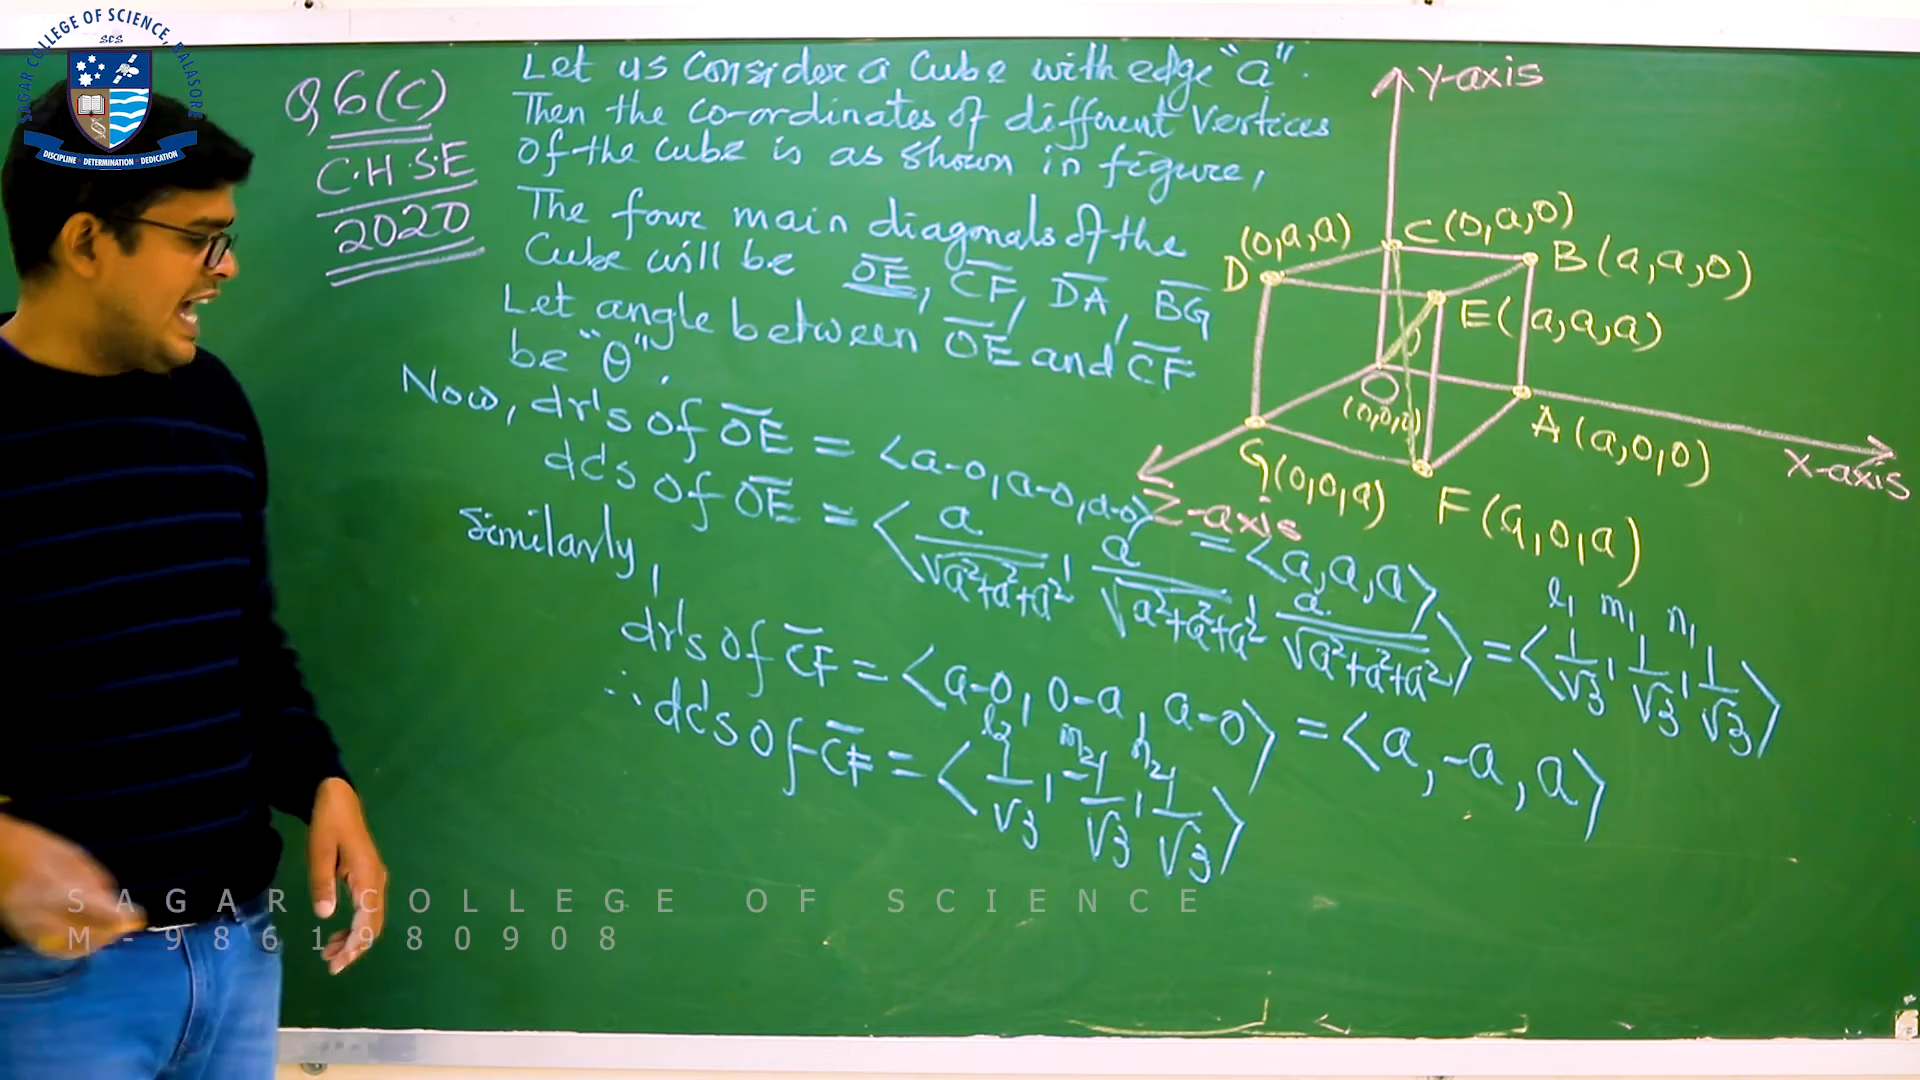 SAGAR COLLEGE OF SCIENCE, BALASORE
SCS
DISCIPLINE - DETERMINATION - DEDICATION
Q 6(c)
C.H.S.E
2020
Let us consider a cube with edge "a".
Then the co-ordinates of different vertices
of the cube is as shown in figure,
The four main diagonals of the
cube will be OE, CF, DA, BG
Let angle between OE and CF
be "θ".
Now, dr's of OE = <a-0, a-0, a-0> = <a, a, a>
dc's of OE = <a/√a²+a²+a², a/√a²+a²+a², a/√a²+a²+a²> = <1/√3, 1/√3, 1/√3>
l₁ m₁ n₁
Similarly,
dr's of CF = <a-0, 0-a, a-0> = <a, -a, a>
l₂ m₂ n₂
∴ dc's of CF = <1/√3, -1/√3, 1/√3>
Y-axis
D (0,a,a)
C (0,a,0)
B (a,a,0)
E (a,a,a)
O
(0,0,0)
A (a,0,0)
X-axis
G (0,0,a)
F (a,0,a)
Z-axis
SAGAR COLLEGE OF SCIENCE
M-9861980908